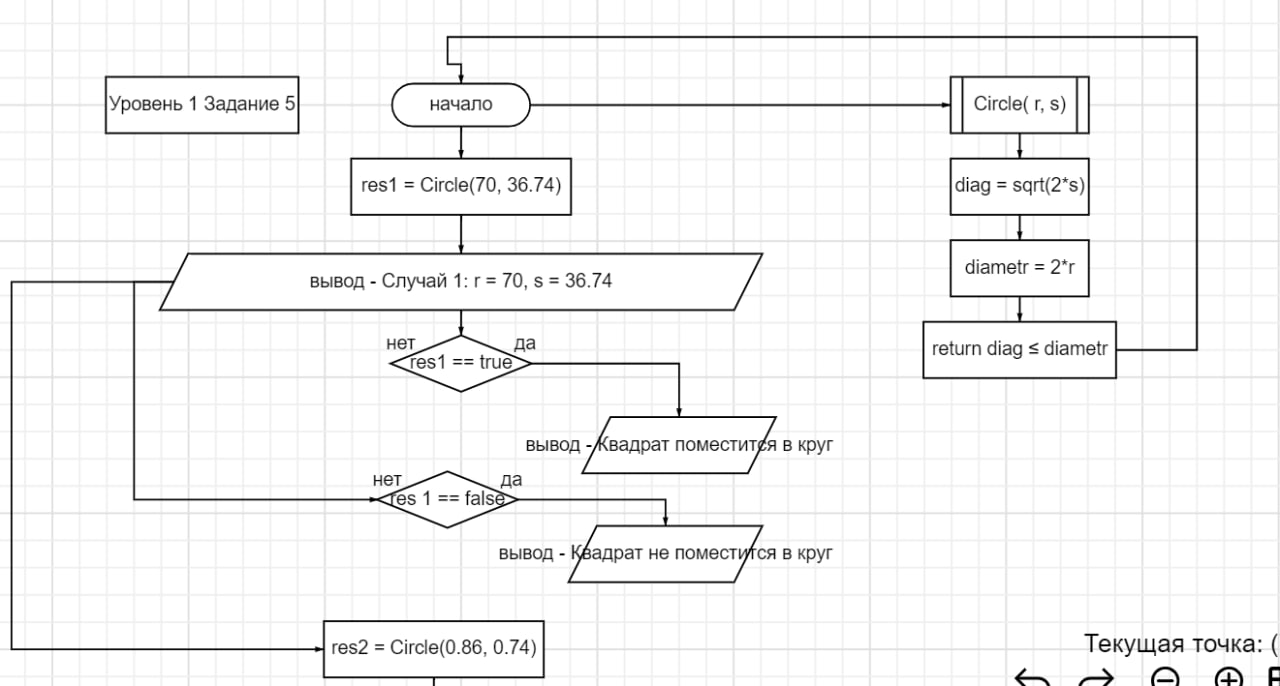 Уровень 1 Задание 5
начало
Circle( r, s)
res1 = Circle(70, 36.74)
diag = sqrt(2*s)
diametr = 2*r
вывод - Случай 1: r = 70, s = 36.74
нет
да
res1 == true
return diag ≤ diametr
вывод - Квадрат поместится в круг
нет
да
res 1 == false
вывод - Квадрат не поместится в круг
res2 = Circle(0.86, 0.74)
Текущая точка: (